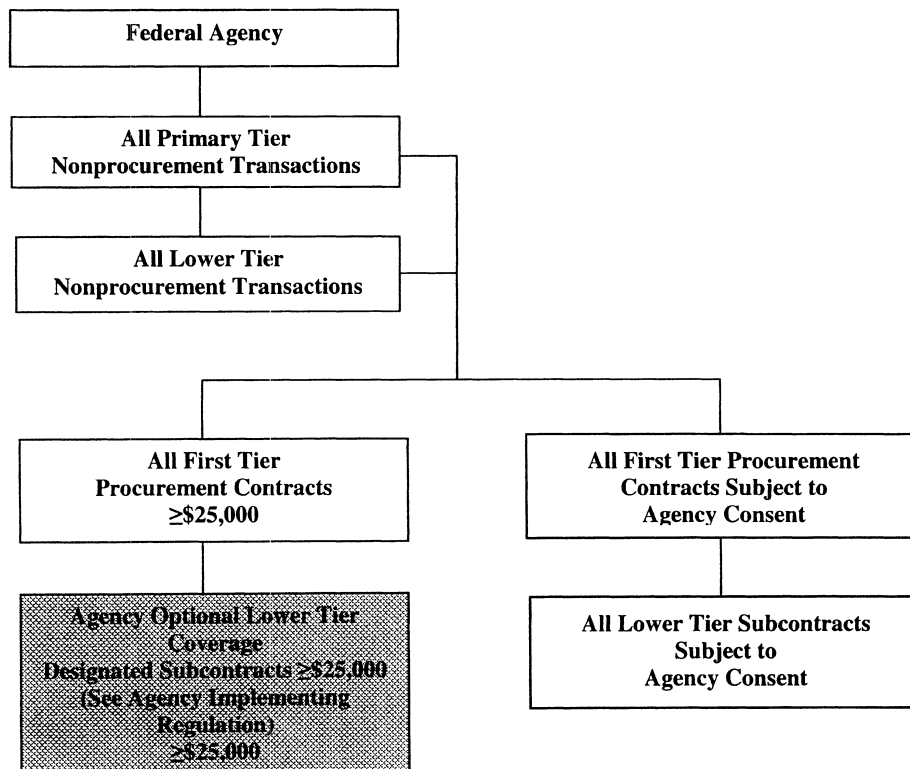 Federal Agency
All Primary Tier
Nonprocurement Transactions
All Lower Tier
Nonprocurement Transactions
All First Tier
Procurement Contracts
≥$25,000
All First Tier Procurement
Contracts Subject to
Agency Consent
Agency Optional Lower Tier
Coverage
Designated Subcontracts ≥$25,000
(See Agency Implementing
Regulation)
≥$25,000
All Lower Tier Subcontracts
Subject to
Agency Consent